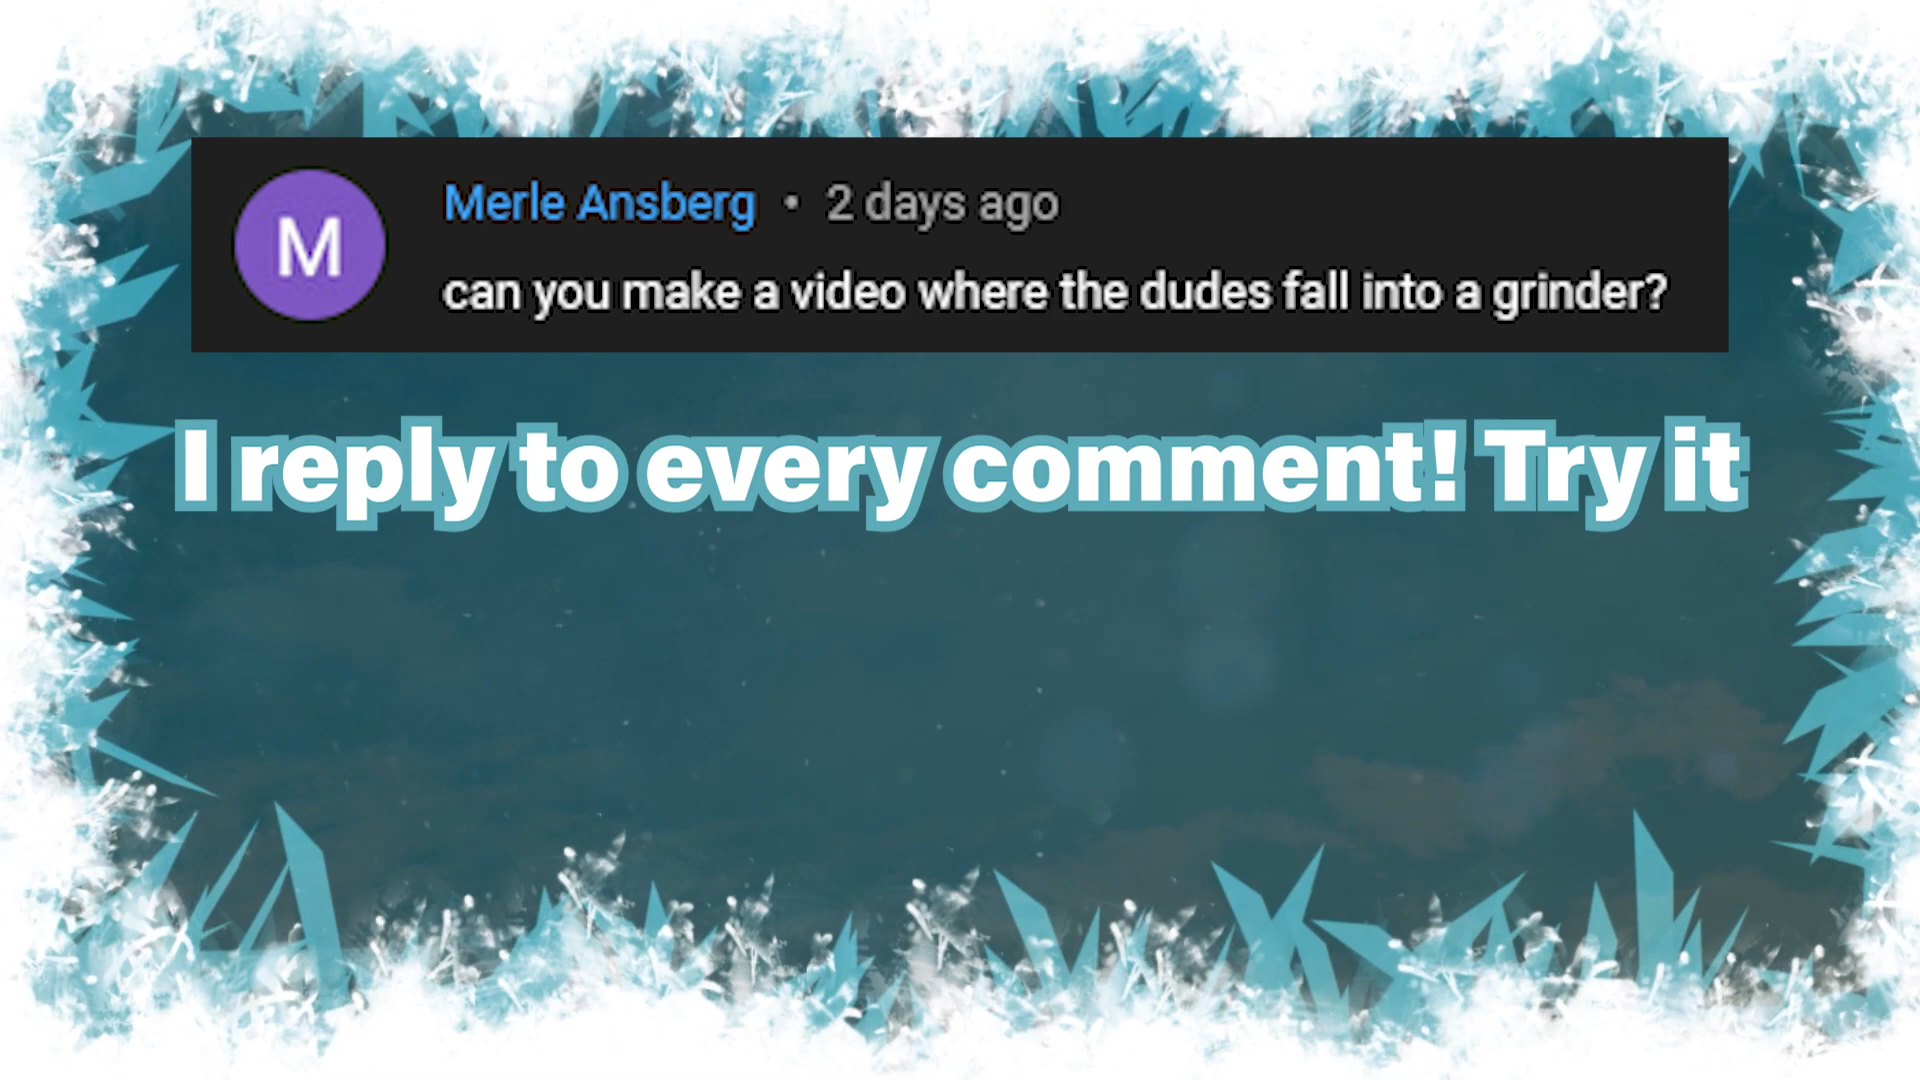 M
Merle Ansberg • 2 days ago
can you make a video where the dudes fall into a grinder?
I reply to every comment! Try it